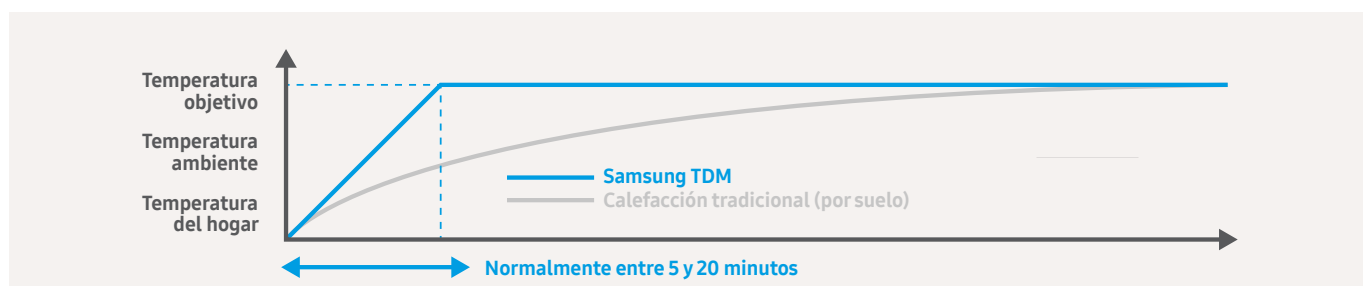 Temperatura
objetivo
Temperatura
ambiente
Temperatura
del hogar
Samsung TDM
Calefacción tradicional (por suelo)
Normalmente entre 5 y 20 minutos